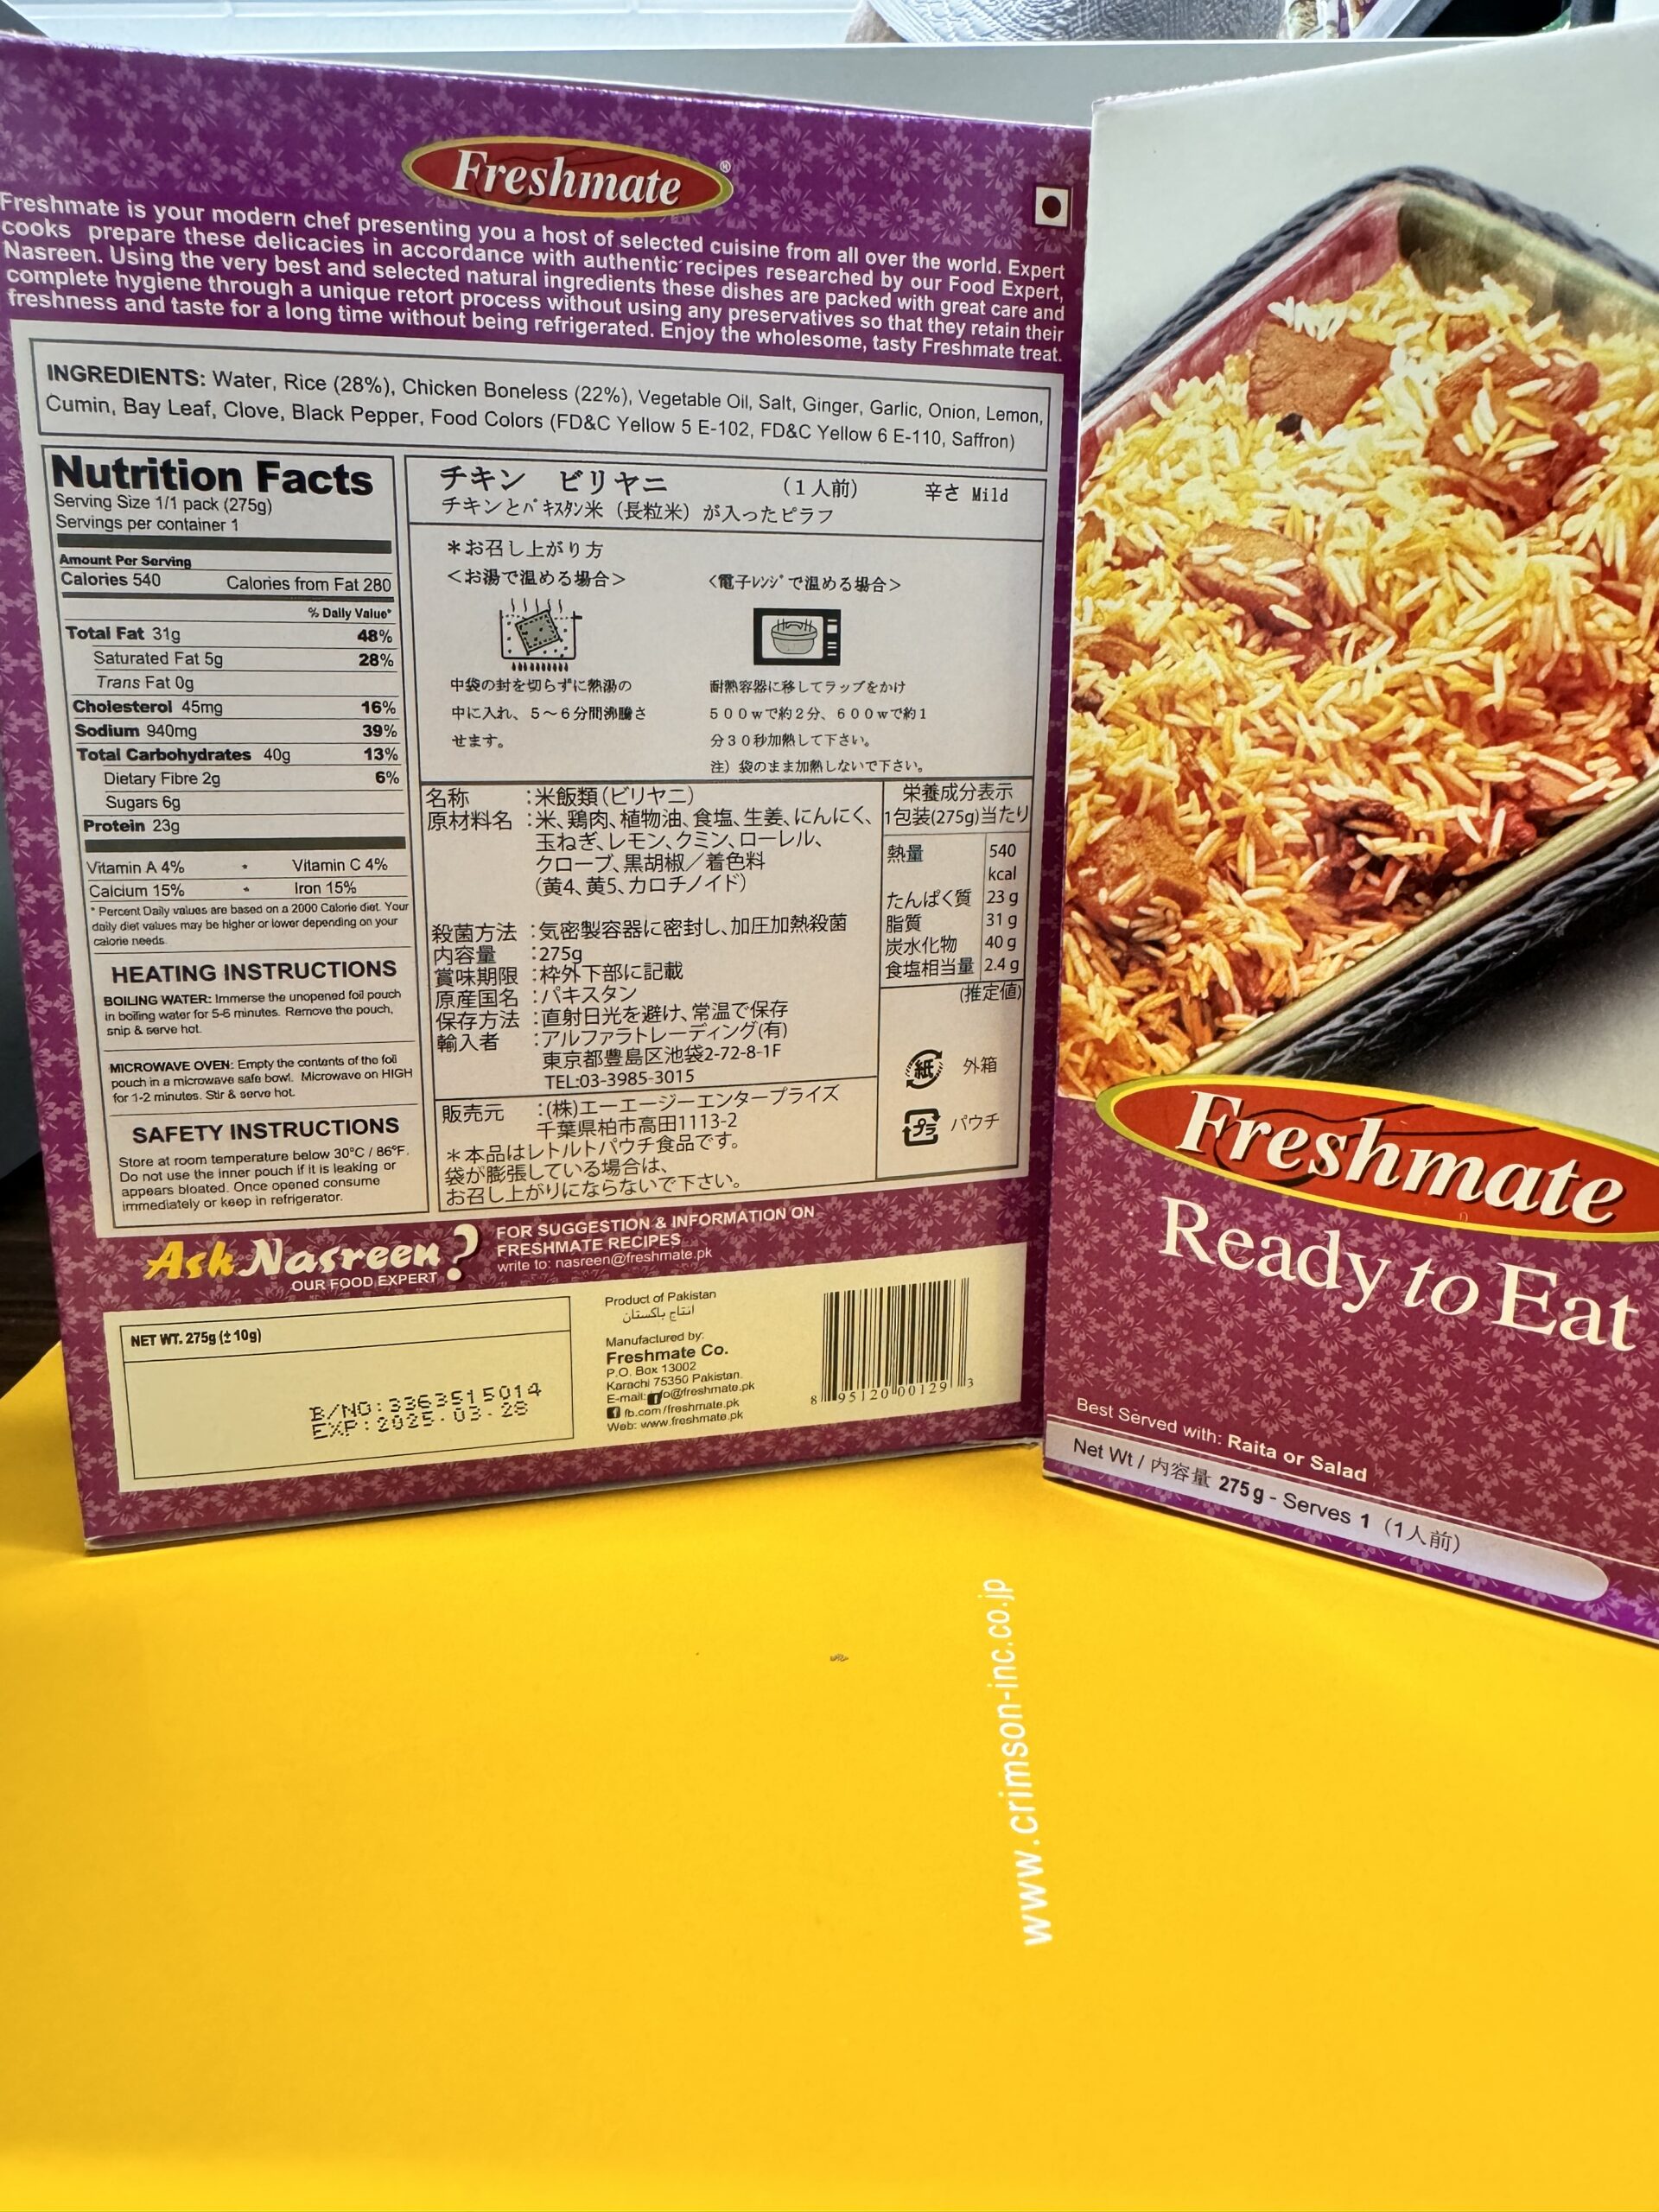 Freshmate®
Freshmate is your modern chef presenting you a host of selected cuisine from all over the world. Expert
cooks prepare these delicacies in accordance with authentic recipes researched by our Food Expert,
Nasreen. Using the very best and selected natural ingredients these dishes are packed with great care and
complete hygiene through a unique retort process without using any preservatives so that they retain their
freshness and taste for a long time without being refrigerated. Enjoy the wholesome, tasty Freshmate treat.
INGREDIENTS: Water, Rice (28%), Chicken Boneless (22%), Vegetable Oil, Salt, Ginger, Garlic, Onion, Lemon,
Cumin, Bay Leaf, Clove, Black Pepper, Food Colors (FD&C Yellow 5 E-102, FD&C Yellow 6 E-110, Saffron)
Nutrition Facts
Serving Size 1/1 pack (275g)
Servings per container 1
Amount Per Serving
Calories 540 Calories from Fat 280
% Daily Value*
Total Fat 31g 48%
Saturated Fat 5g 28%
Trans Fat 0g
Cholesterol 45mg 16%
Sodium 940mg 39%
Total Carbohydrates 40g 13%
Dietary Fibre 2g 6%
Sugars 6g
Protein 23g
Vitamin A 4% • Vitamin C 4%
Calcium 15% • Iron 15%
* Percent Daily values are based on a 2000 Calorie diet. Your
daily diet values may be higher or lower depending on your
calorie needs.
HEATING INSTRUCTIONS
BOILING WATER: Immerse the unopened foil pouch
in boiling water for 5-6 minutes. Remove the pouch,
snip & serve hot.
MICROWAVE OVEN: Empty the contents of the foil
pouch in a microwave safe bowl. Microwave on HIGH
for 1-2 minutes. Stir & serve hot.
SAFETY INSTRUCTIONS
Store at room temperature below 30°C / 86°F.
Do not use the inner pouch if it is leaking or
appears bloated. Once opened consume
immediately or keep in refrigerator.
チキン ビリヤニ (1人前) 辛さ Mild
チキンとﾊﾟｷｽﾀﾝ米（長粒米）が入ったピラフ
＊お召し上がり方
＜お湯で温める場合＞
中袋の封を切らずに熱湯の
中に入れ、５～６分間沸騰さ
せます。
＜電子ﾚﾝｼﾞで温める場合＞
耐熱容器に移してラップをかけ
５００ｗで約２分、６００ｗで約１
分３０秒加熱して下さい。
注）袋のまま加熱しないで下さい。
名称 :米飯類(ビリヤニ)
原材料名 :米、鶏肉、植物油、食塩、生姜、にんにく、
玉ねぎ、レモン、クミン、ローレル、
クローブ、黒胡椒／着色料
(黄4、黄5、カロチノイド)
殺菌方法 :気密製容器に密封し、加圧加熱殺菌
内容量 :275g
賞味期限 :枠外下部に記載
原産国名 :パキスタン
保存方法 :直射日光を避け、常温で保存
輸入者 :アルファラトレーディング(有)
東京都豊島区池袋2-72-8-1F
TEL:03-3985-3015
販売元 :(株)エーエージーエンタープライズ
千葉県柏市高田1113-2
＊本品はレトルトパウチ食品です。
袋が膨張している場合は、
お召し上がりにならないで下さい。
栄養成分表示
1包装(275g)当たり
熱量 540
kcal
たんぱく質 23 g
脂質 31 g
炭水化物 40 g
食塩相当量 2.4 g
(推定値)
紙 外箱
プラ パウチ
Ask Nasreen?
OUR FOOD EXPERT
FOR SUGGESTION & INFORMATION ON
FRESHMATE RECIPES
write to: nasreen@freshmate.pk
NET WT. 275g (± 10g)
B/NO:3363515014
EXP:2025.03.28
Product of Pakistan
انتاج باكستان
Manufactured by:
Freshmate Co.
P.O. Box 13002
Karachi 75350 Pakistan.
E-mail: info@freshmate.pk
fb.com/freshmate.pk
Web: www.freshmate.pk
8 95120 00129 3
Freshmate
Ready to Eat
Best Served with: Raita or Salad
Net Wt / 内容量 275 g - Serves 1 (1人前)
www.crimson-inc.co.jp